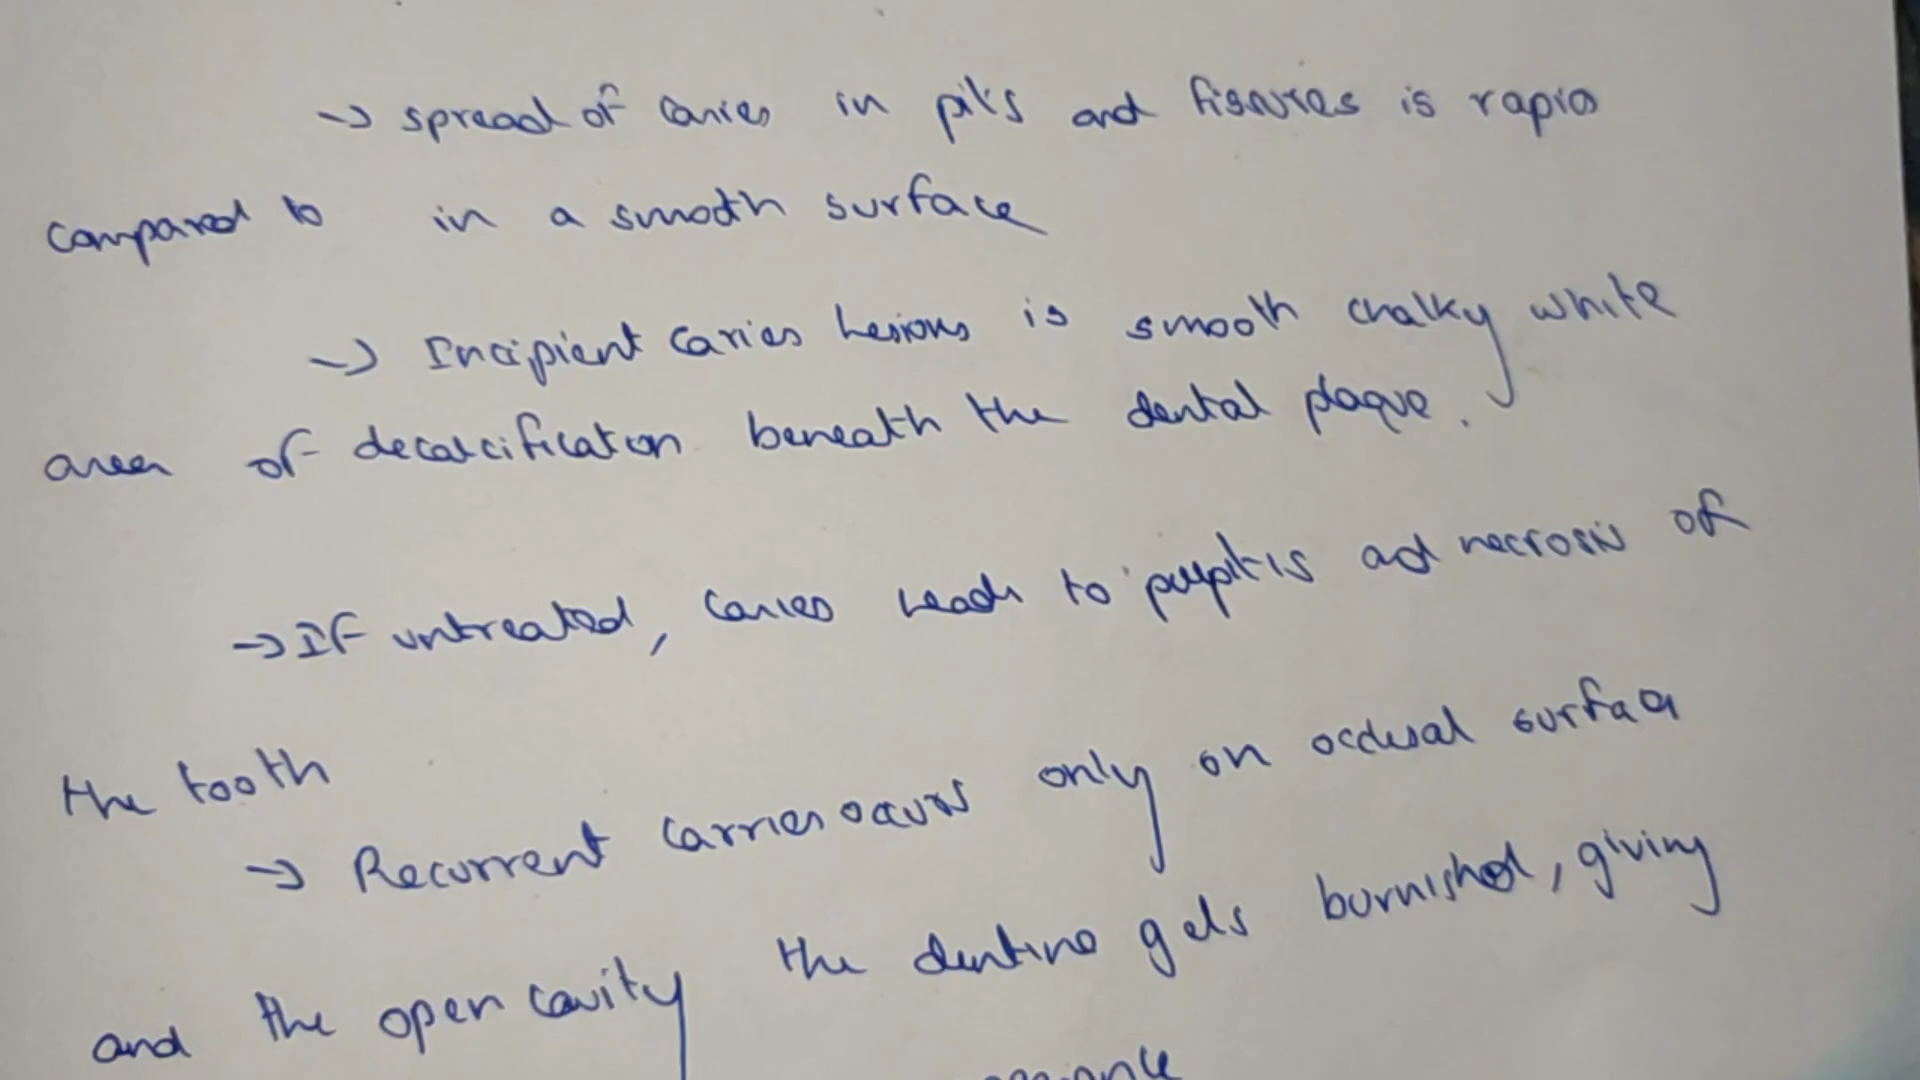 → spread of caries in pits and fissures is rapid
compared to in a smooth surface
→ Incipient caries lesions is smooth chalky white
area of decalcification beneath the dental plaque.
→ If untreated, caries leads to pulpitis and necrosis of
the tooth
→ Recurrent carries occurs only on occlusal surface
and the open cavity the dentine gets burnished, giving